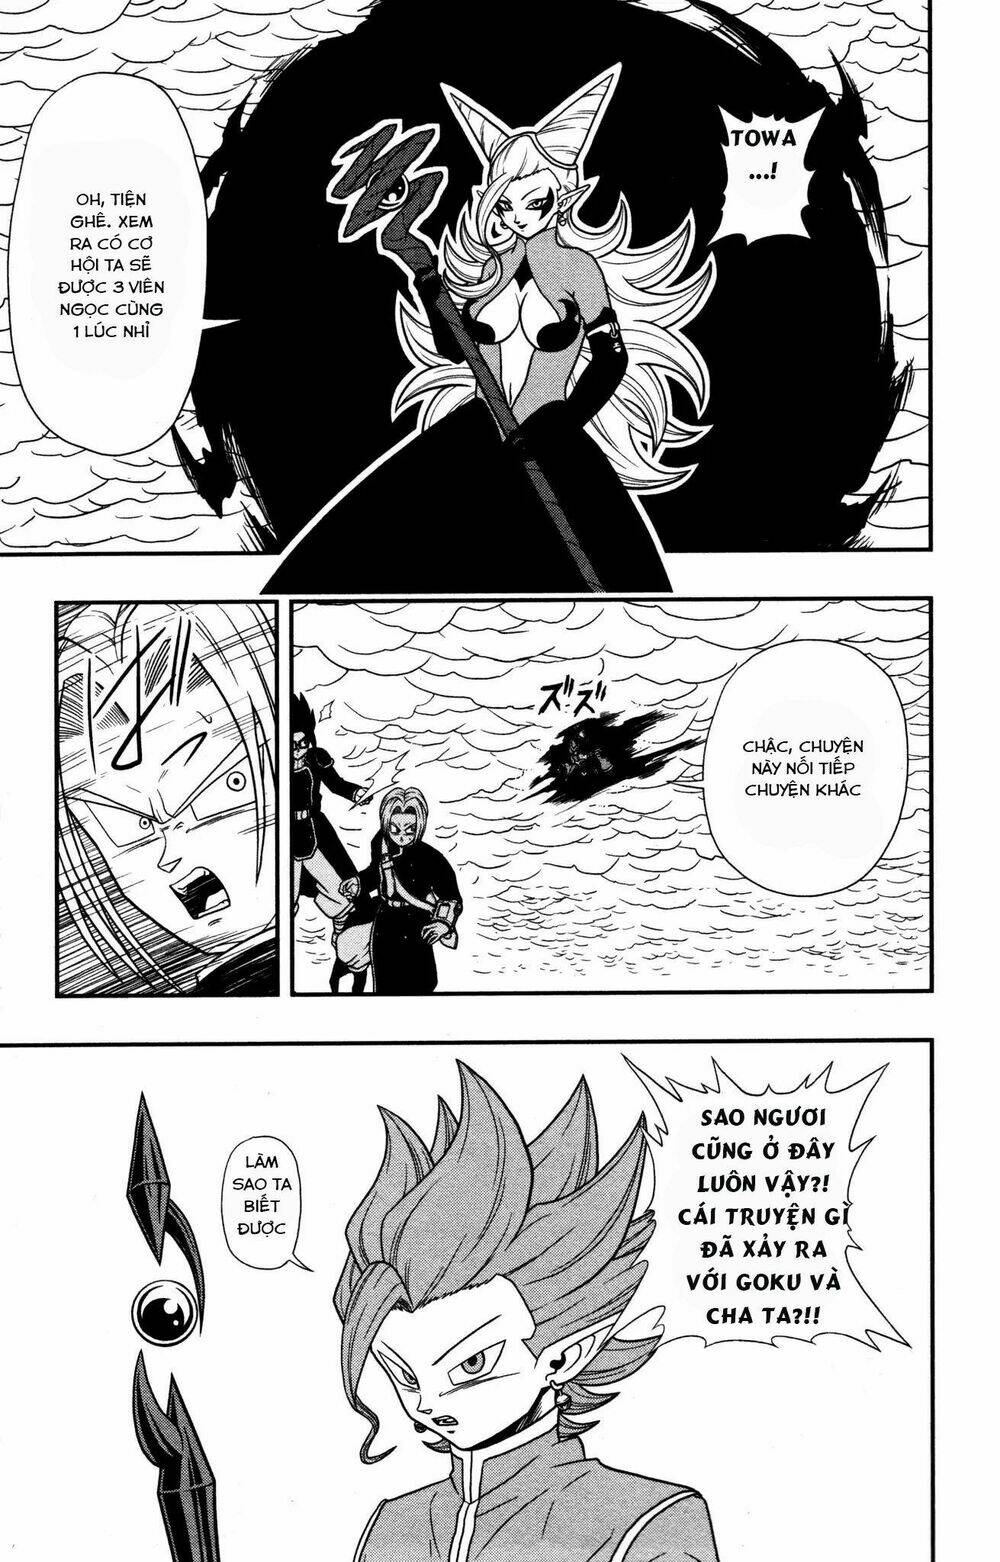 TOWA
...!
OH, TIỆN
GHÊ. XEM
RA CÓ CƠ
HỘI TA SẼ
ĐƯỢC 3 VIÊN
NGỌC CÙNG
1 LÚC NHỈ
ズズ
CHẬC, CHUYỆN
NÀY NỐI TIẾP
CHUYỆN KHÁC
SAO NGƯƠI
CŨNG Ở ĐÂY
LUÔN VẬY?!
CÁI TRUYỆN GÌ
ĐÃ XẢY RA
VỚI GOKU VÀ
CHA TA?!!
LÀM
SAO TA
BIẾT
ĐƯỢC